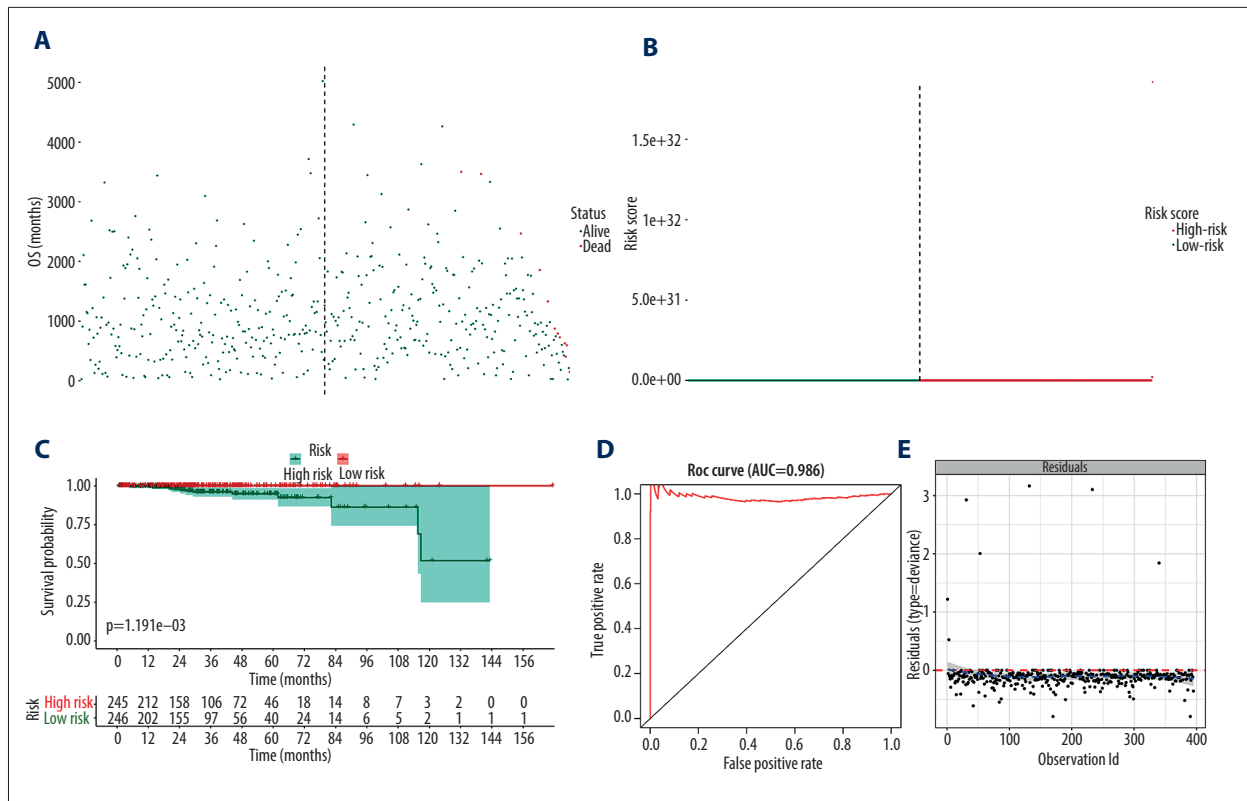 A
5000
4000
3000
2000
1000
0
OS (months)
Status
Alive
Dead
B
1.5e+32
1e+32
5.0e+31
0.0e+00
Risk score
Risk score
High-risk
Low-risk
C
Risk
High risk Low risk
1.00
0.75
0.50
0.25
0.00
Survival probability
p=1.191e–03
0 12 24 36 48 60 72 84 96 108 120 132 144 156
Time (months)
Risk
High risk 245 212 158 106 72 46 18 14 8 7 3 2 0 0
Low risk 246 202 155 97 56 40 24 14 6 5 2 1 1 1
0 12 24 36 48 60 72 84 96 108 120 132 144 156
Time (months)
D
Roc curve (AUC=0.986)
1.0
0.8
0.6
0.4
0.2
0.0
True positive rate
0.0 0.2 0.4 0.6 0.8 1.0
False positive rate
E
Residuals
3
2
1
0
Residuals (type=deviance)
0 100 200 300 400
Observation Id